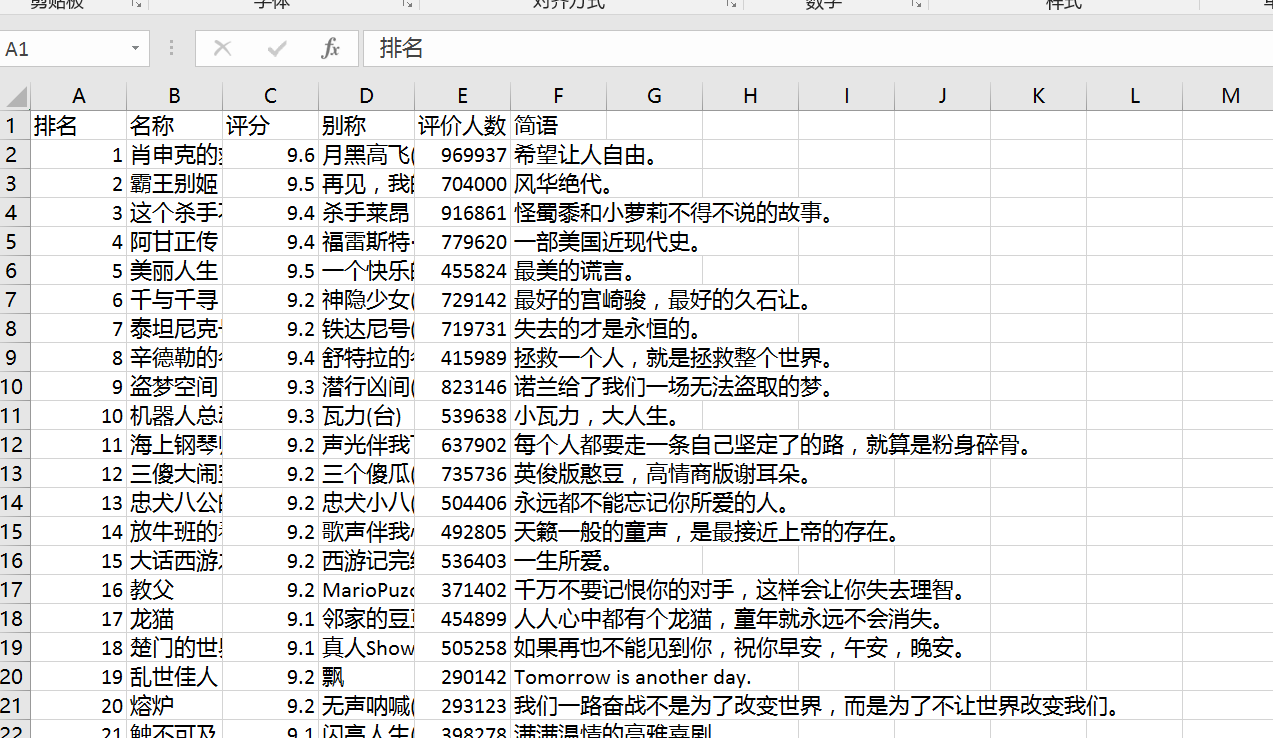 剪贴板 字体 对齐方式 数字 样式
A1 fx 排名
A B C D E F G H I J K L M
1 排名 名称 评分 别称 评价人数 简语
2 1 肖申克的 9.6 月黑高飞( 969937 希望让人自由。
3 2 霸王别姬 9.5 再见，我 704000 风华绝代。
4 3 这个杀手 9.4 杀手莱昂 916861 怪蜀黍和小萝莉不得不说的故事。
5 4 阿甘正传 9.4 福雷斯特· 779620 一部美国近现代史。
6 5 美丽人生 9.5 一个快乐 455824 最美的谎言。
7 6 千与千寻 9.2 神隐少女( 729142 最好的宫崎骏，最好的久石让。
8 7 泰坦尼克 9.2 铁达尼号( 719731 失去的才是永恒的。
9 8 辛德勒的 9.4 舒特拉的 415989 拯救一个人，就是拯救整个世界。
10 9 盗梦空间 9.3 潜行凶间( 823146 诺兰给了我们一场无法盗取的梦。
11 10 机器人总 9.3 瓦力(台) 539638 小瓦力，大人生。
12 11 海上钢琴 9.2 声光伴我 637902 每个人都要走一条自己坚定了的路，就算是粉身碎骨。
13 12 三傻大闹 9.2 三个傻瓜( 735736 英俊版憨豆，高情商版谢耳朵。
14 13 忠犬八公 9.2 忠犬小八( 504406 永远都不能忘记你所爱的人。
15 14 放牛班的 9.2 歌声伴我 492805 天籁一般的童声，是最接近上帝的存在。
16 15 大话西游 9.2 西游记完 536403 一生所爱。
17 16 教父 9.2 MarioPuzo 371402 千万不要记恨你的对手，这样会让你失去理智。
18 17 龙猫 9.1 邻家的豆 454899 人人心中都有个龙猫，童年就永远不会消失。
19 18 楚门的世 9.1 真人Show 505258 如果再也不能见到你，祝你早安，午安，晚安。
20 19 乱世佳人 9.2 飘 290142 Tomorrow is another day.
21 20 熔炉 9.2 无声呐喊( 293123 我们一路奋战不是为了改变世界，而是为了不让世界改变我们。
22 21 触不可及 9.1 闪亮人生( 398278 满满温情的高雅喜剧